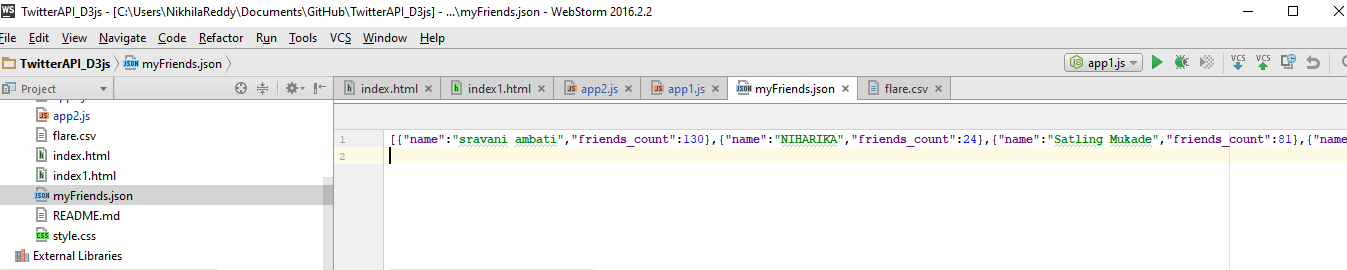 WS TwitterAPI_D3js - [C:\Users\NikhilaReddy\Documents\GitHub\TwitterAPI_D3js] - ...\myFriends.json - WebStorm 2016.2.2
File Edit View Navigate Code Refactor Run Tools VCS Window Help
TwitterAPI_D3js JSON myFriends.json app1.js VCS VCS
Project index.html index1.html app2.js app1.js myFriends.json flare.csv
app2.js
flare.csv
index.html
index1.html
myFriends.json
README.md
style.css
External Libraries
1 [{"name":"sravani ambati","friends_count":130},{"name":"NIHARIKA","friends_count":24},{"name":"Satling Mukade","friends_count":81},{"name
2